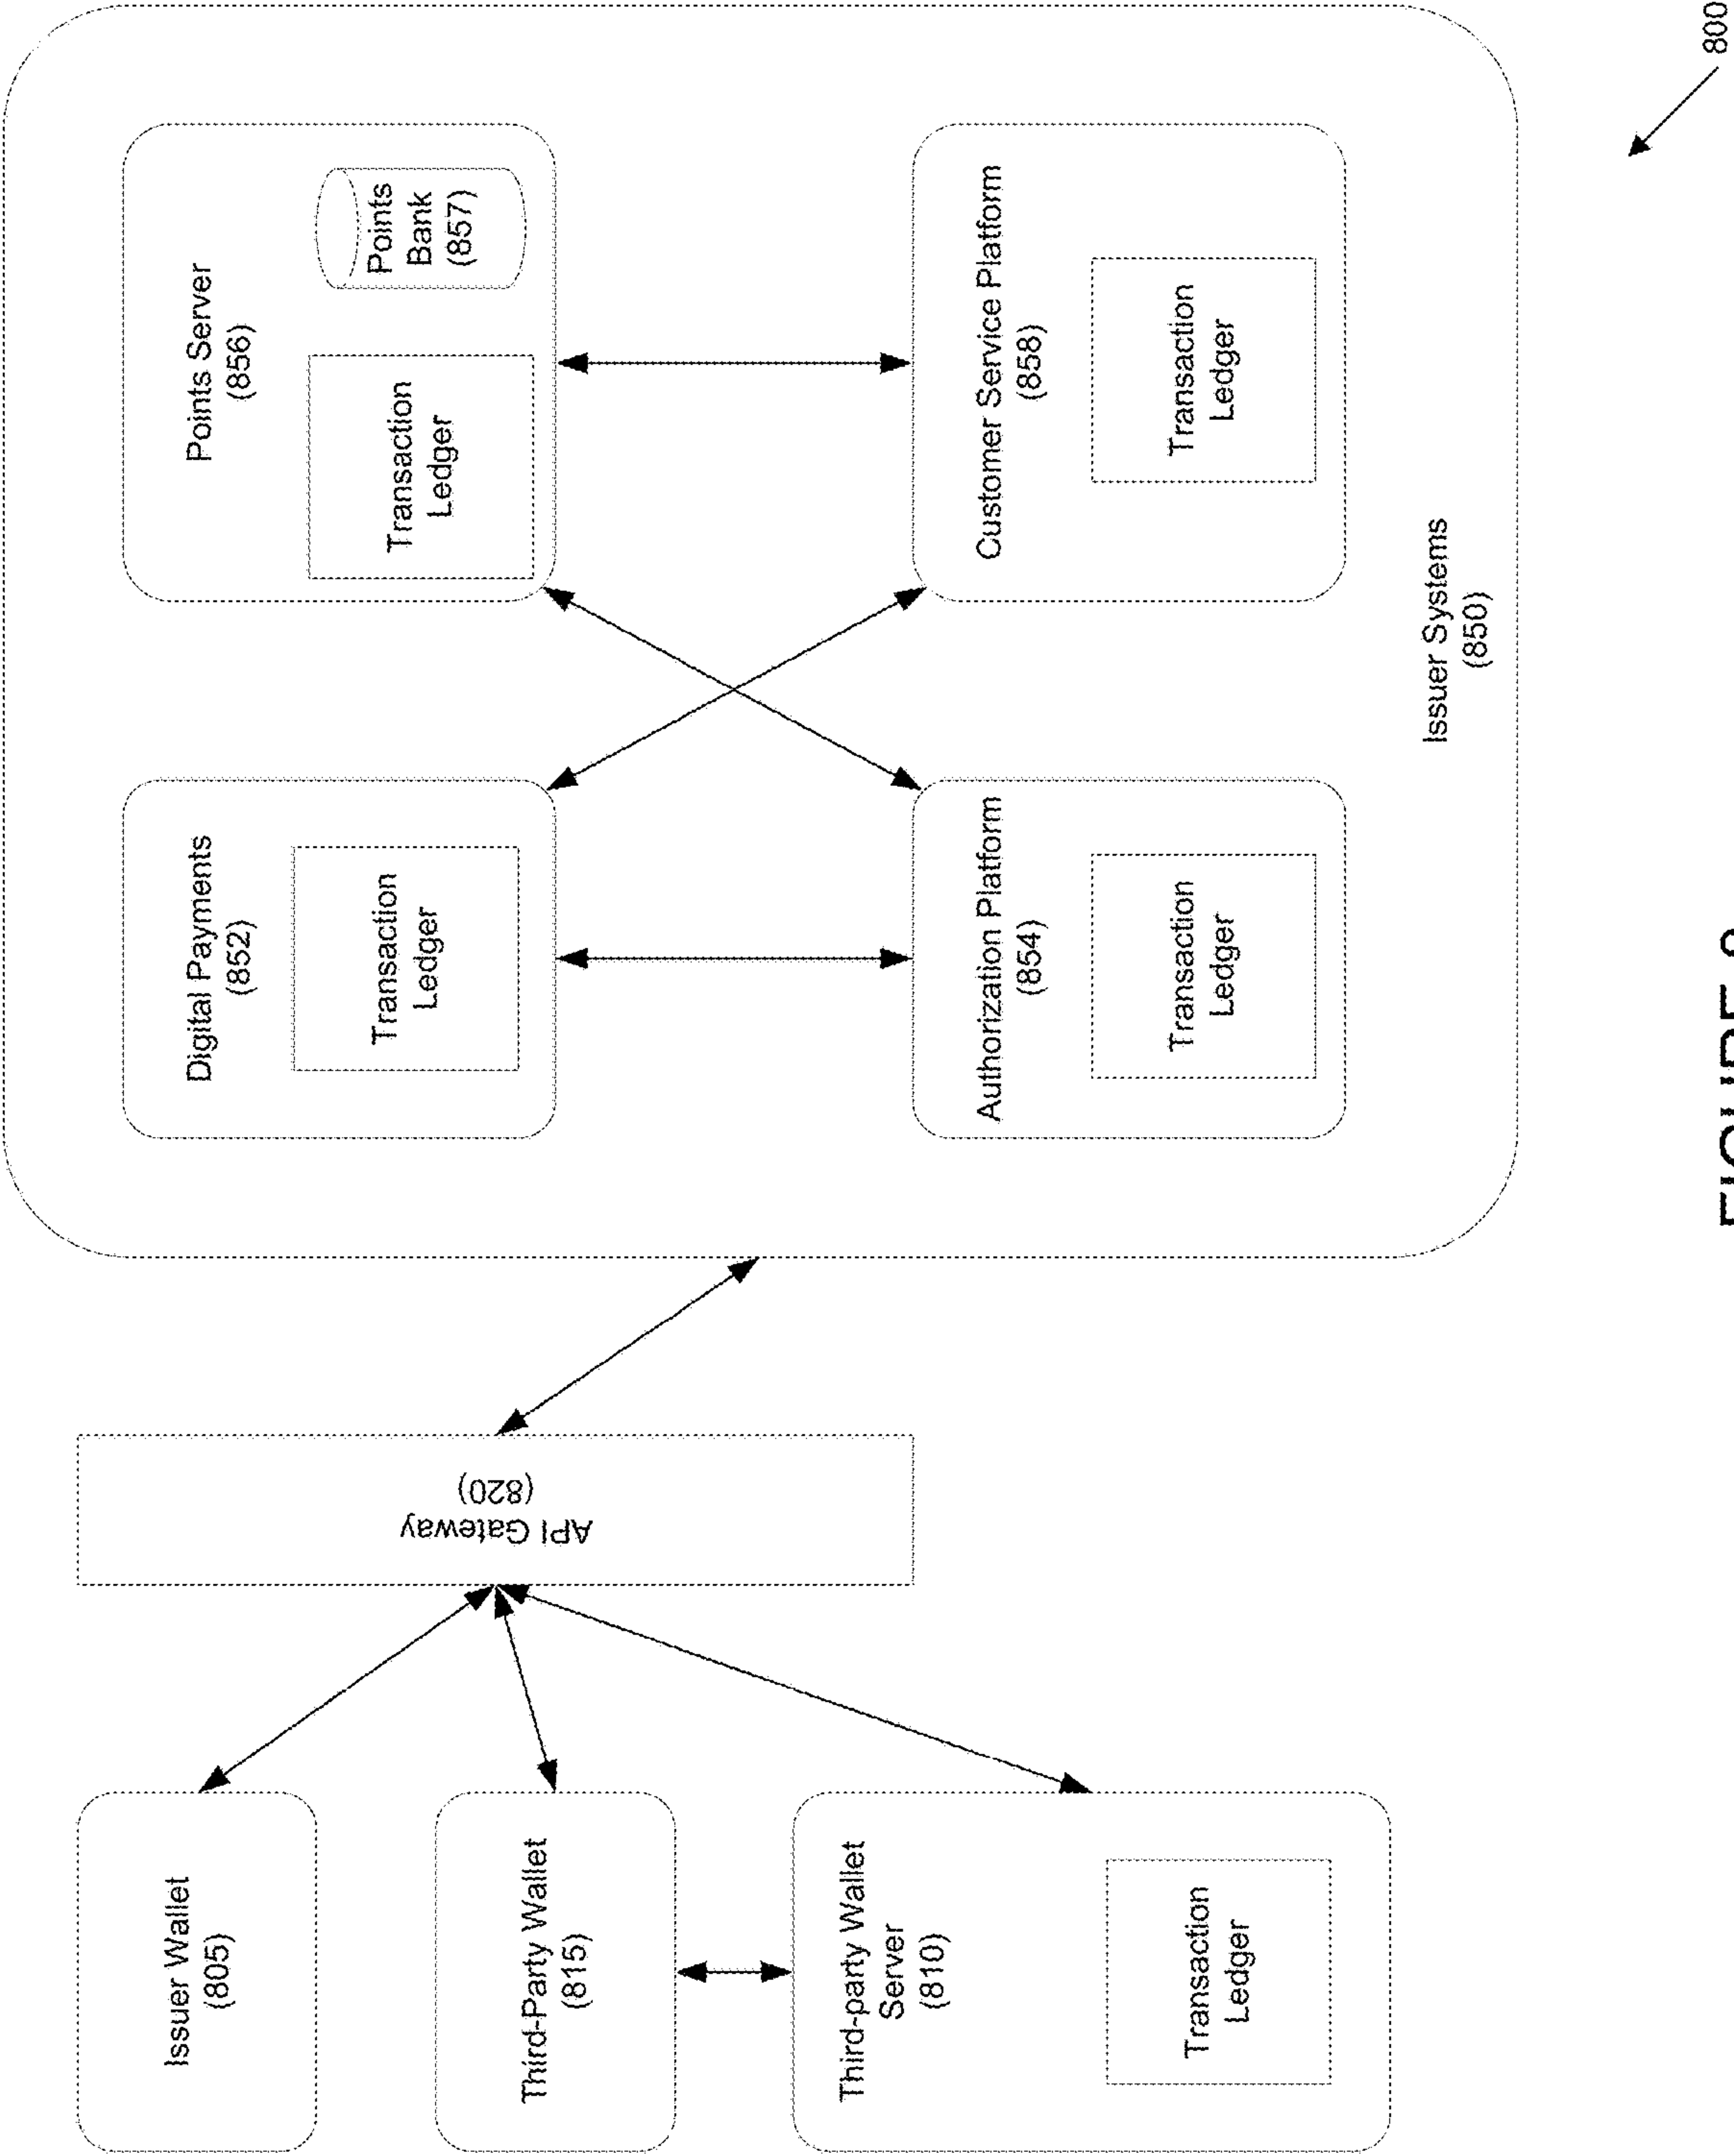 Issuer Wallet
(805)
Third-Party Wallet
(815)
Third-party Wallet
Server
(810)
Transaction
Ledger
API Gateway
(820)
Digital Payments
(852)
Transaction
Ledger
Authorization Platform
(854)
Transaction
Ledger
Points Server
(856)
Transaction
Ledger
Points
Bank
(857)
Customer Service Platform
(858)
Transaction
Ledger
Issuer Systems
(850)
800
FIGURE